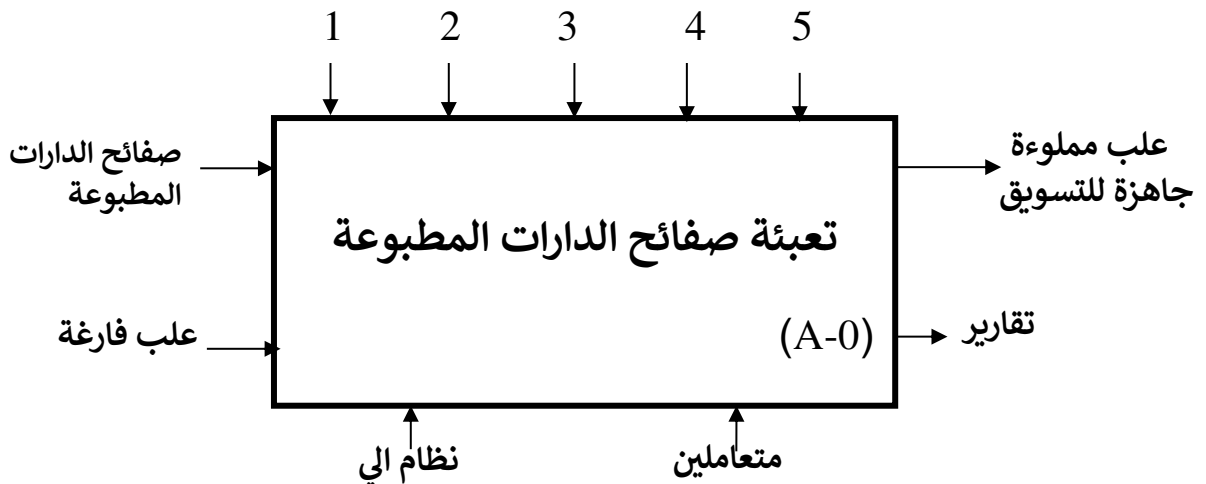 1 2 3 4 5
صفائح الدارات
المطبوعة
علب مملوءة
جاهزة للتسويق
تعبئة صفائح الدارات المطبوعة
علب فارغة
(A-0)
تقارير
نظام الي
متعاملين